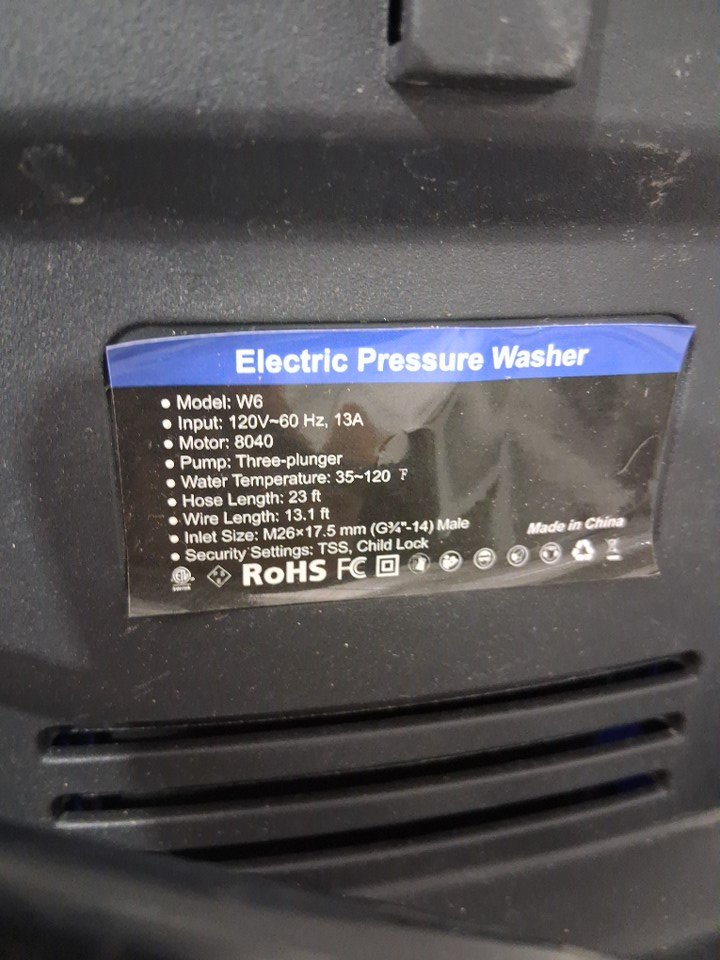 Electric Pressure Washer
● Model: W6
● Input: 120V~60 Hz, 13A
● Motor: 8040
● Pump: Three-plunger
● Water Temperature: 35~120 ℉
● Hose Length: 23 ft
● Wire Length: 13.1 ft
● Inlet Size: M26×17.5 mm (G¾"-14) Male
● Security Settings: TSS, Child Lock
Made in China
RoHS FC